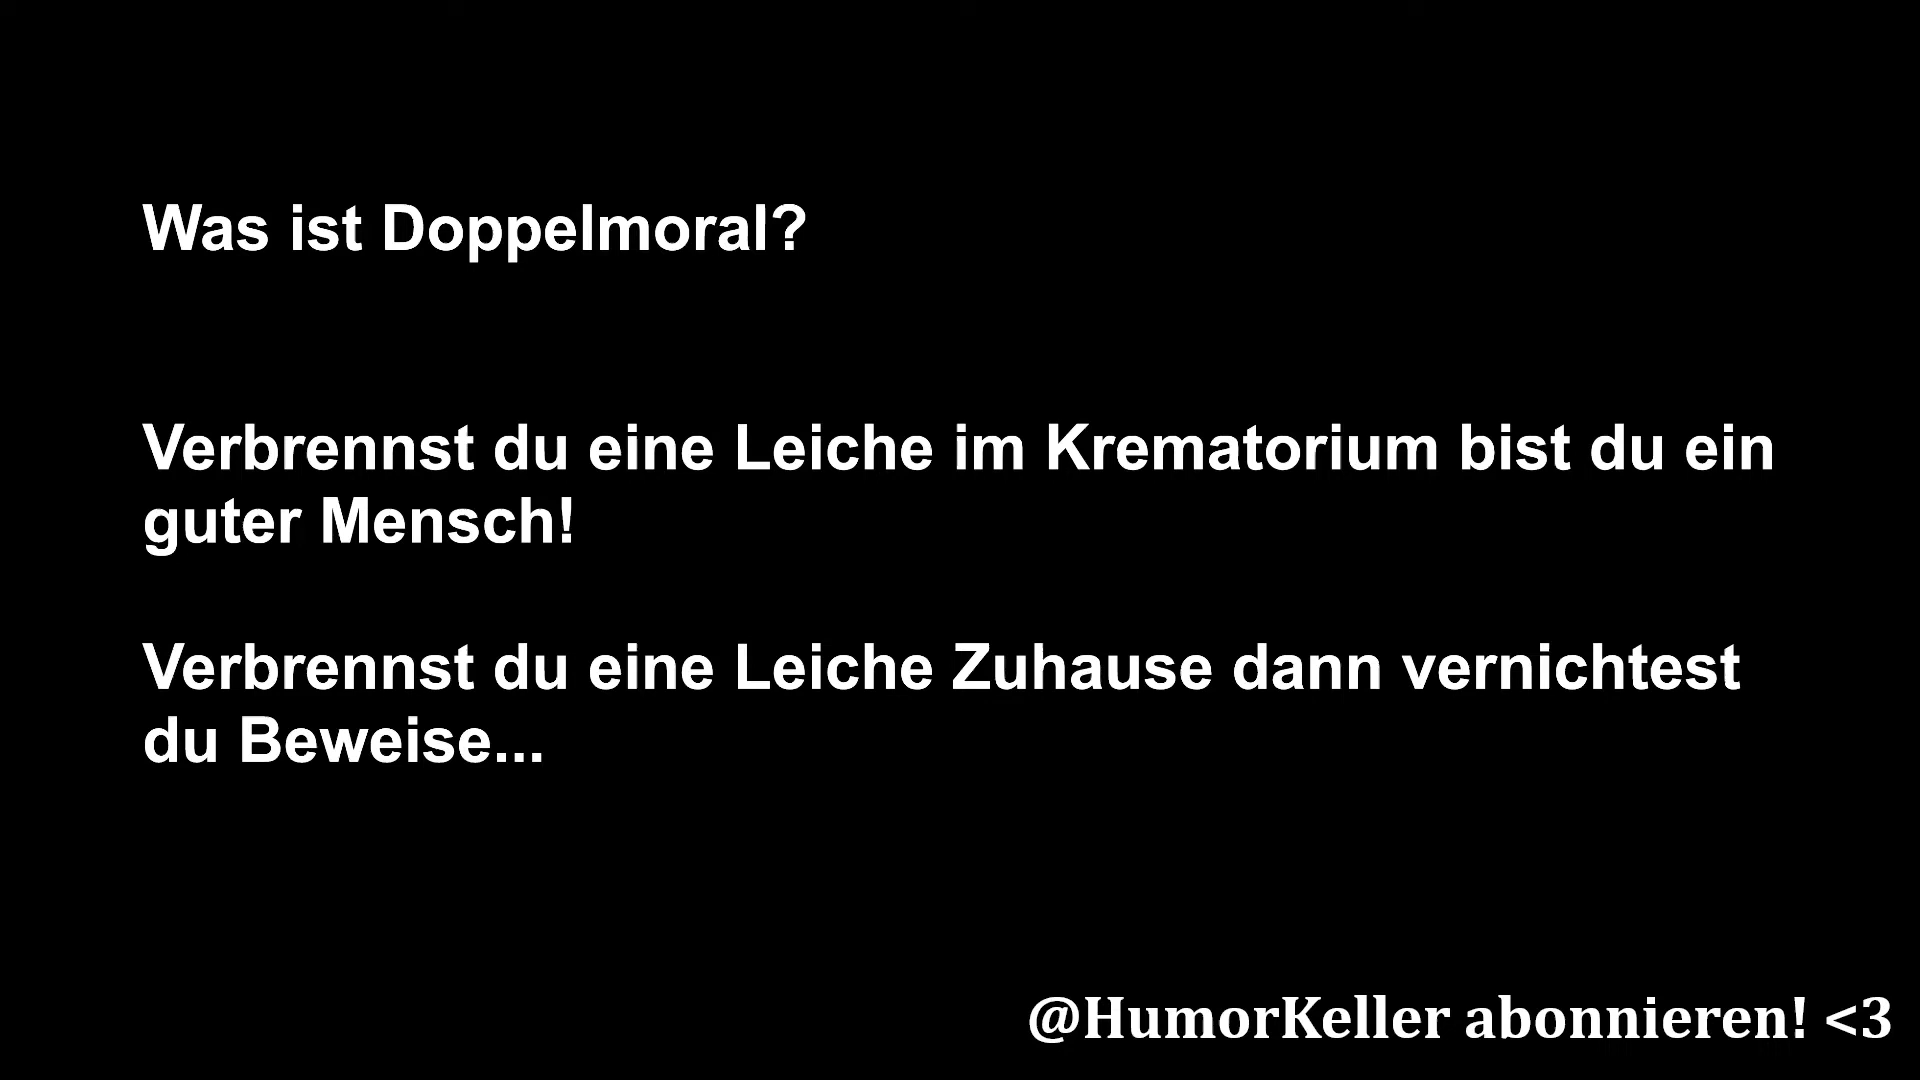 Was ist Doppelmoral?
Verbrennst du eine Leiche im Krematorium bist du ein
guter Mensch!
Verbrennst du eine Leiche Zuhause dann vernichtest
du Beweise...
@HumorKeller abonnieren! <3